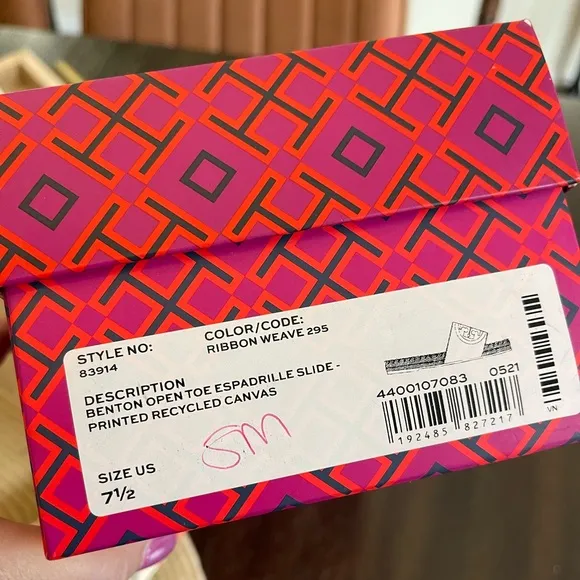 STYLE NO:
83914
COLOR/CODE:
RIBBON WEAVE 295
DESCRIPTION
BENTON OPEN TOE ESPADRILLE SLIDE -
PRINTED RECYCLED CANVAS
SM
SIZE US
7½
4400107083 0521
192485 827217
VN